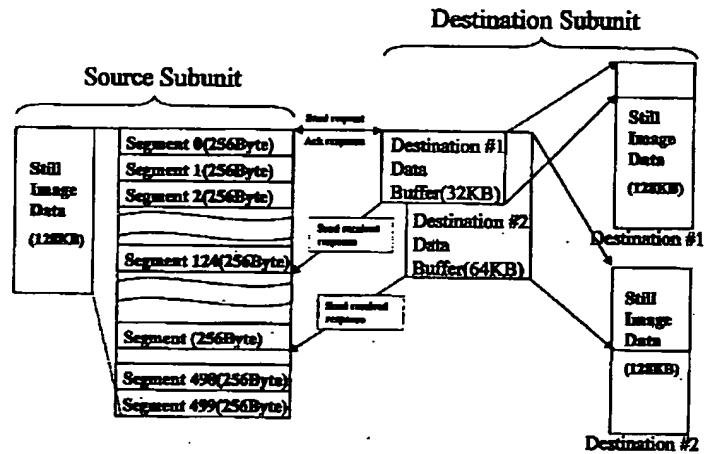 Destination Subunit
Source Subunit
Still
Image
Data
(128KB)
Segment 0(256Byte)
Segment 1(256Byte)
Segment 2(256Byte)
Segment 124(256Byte)
Segment (256Byte)
Segment 498(256Byte)
Segment 499(256Byte)
Send request
Ack response
Send received
response
Send received
response
Destination #1
Data
Buffer(32KB)
Destination #2
Data
Buffer(64KB)
Still
Image
Data
(128KB)
Destination #1
Still
Image
Data
(128KB)
Destination #2